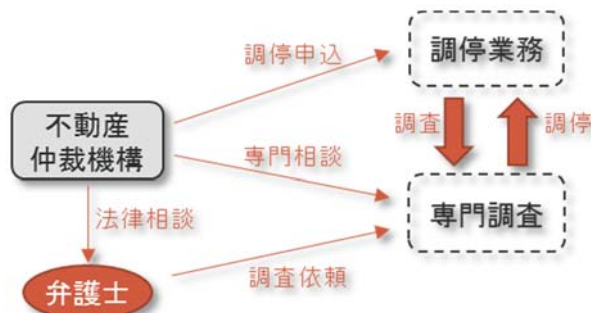 調停申込
調停業務
不動産
仲裁機構
調査
調停
専門相談
法律相談
専門調査
弁護士
調査依頼